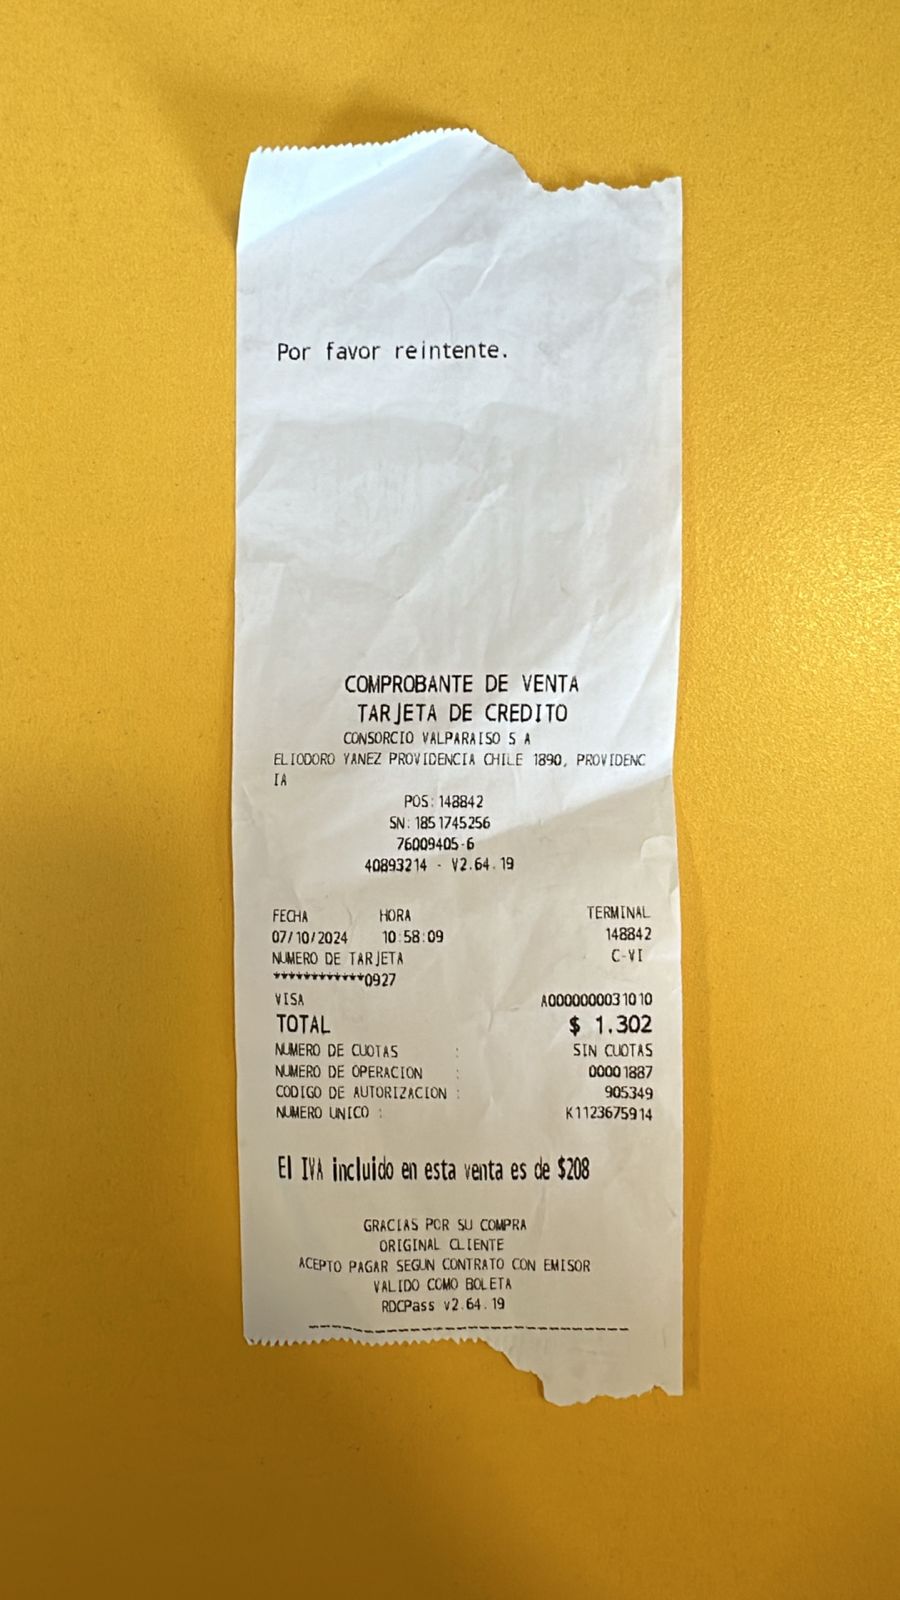 Por favor reintente.
COMPROBANTE DE VENTA
TARJETA DE CREDITO
CONSORCIO VALPARAISO S A
ELIODORO YANEZ PROVIDENCIA CHILE 1890, PROVIDENC
IA
POS: 148842
SN: 1851745256
76009405-6
40893214 - V2.64.19
FECHA HORA TERMINAL
07/10/2024 10:58:09 148842
NUMERO DE TARJETA C-VI
************0927
VISA A0000000031010
TOTAL $ 1.302
NUMERO DE CUOTAS : SIN CUOTAS
NUMERO DE OPERACION : 00001887
CODIGO DE AUTORIZACION : 905349
NUMERO UNICO : K1123675914
El IVA incluido en esta venta es de $208
GRACIAS POR SU COMPRA
ORIGINAL CLIENTE
ACEPTO PAGAR SEGUN CONTRATO CON EMISOR
VALIDO COMO BOLETA
RDCPass v2.64.19